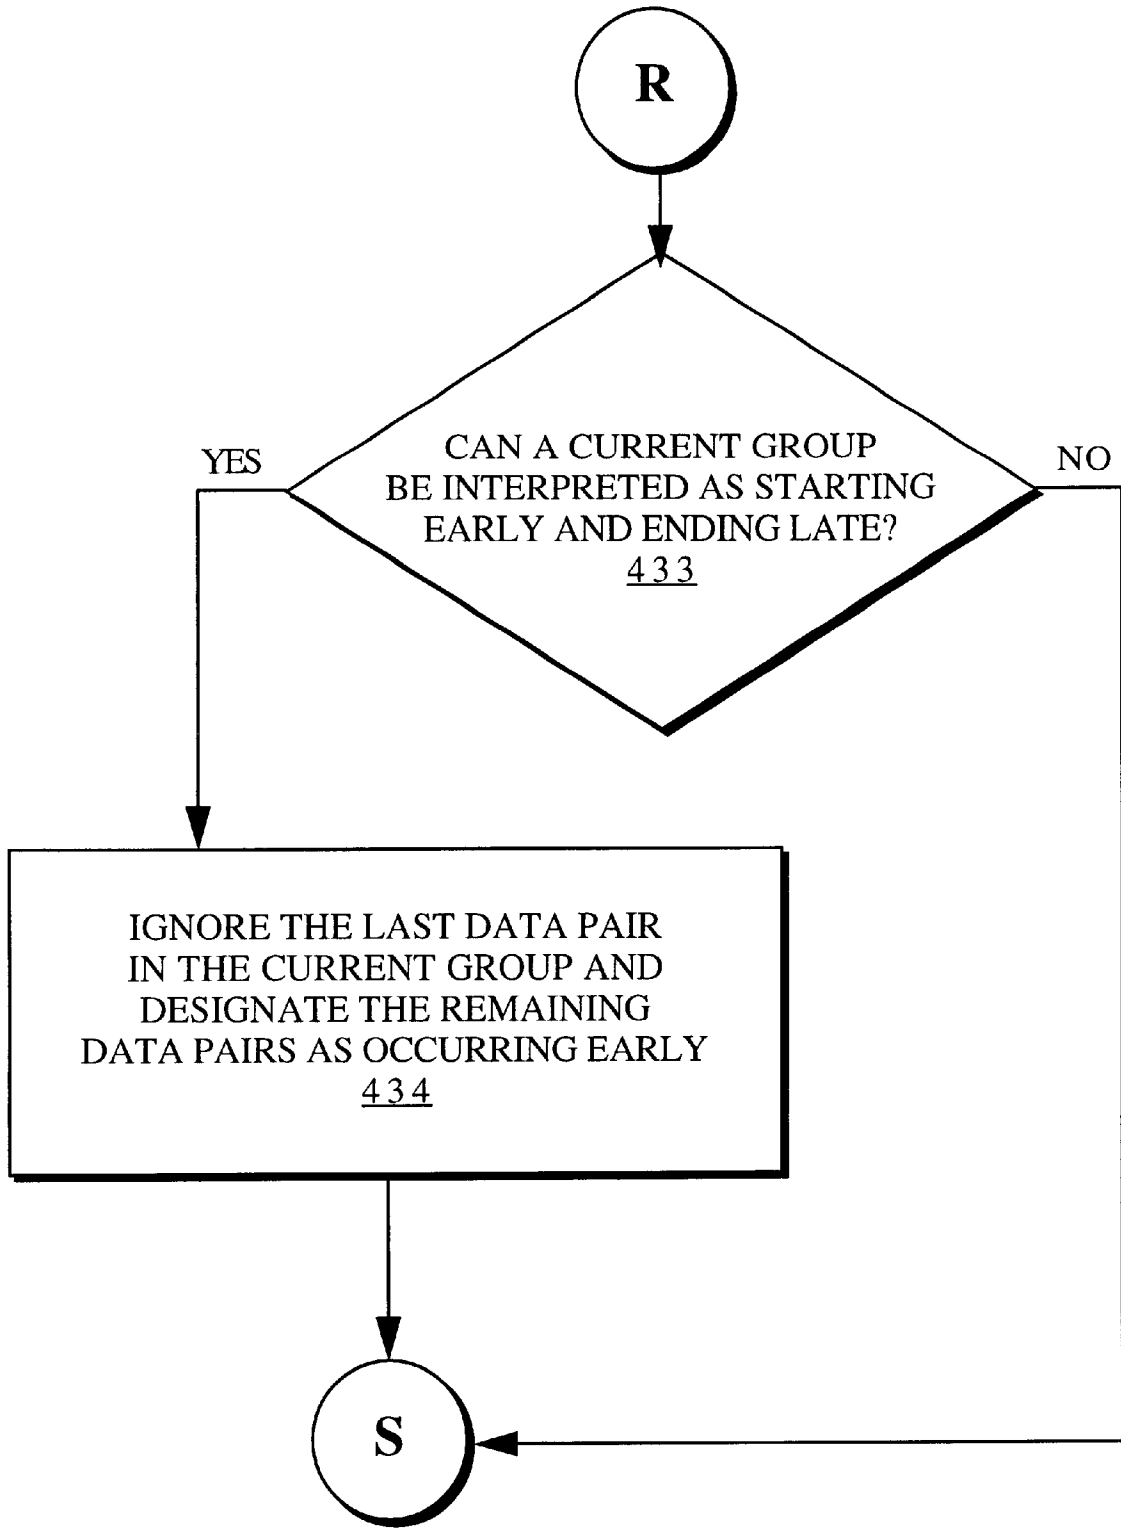 R
CAN A CURRENT GROUP
BE INTERPRETED AS STARTING
EARLY AND ENDING LATE?
433
YES
NO
IGNORE THE LAST DATA PAIR
IN THE CURRENT GROUP AND
DESIGNATE THE REMAINING
DATA PAIRS AS OCCURRING EARLY
434
S